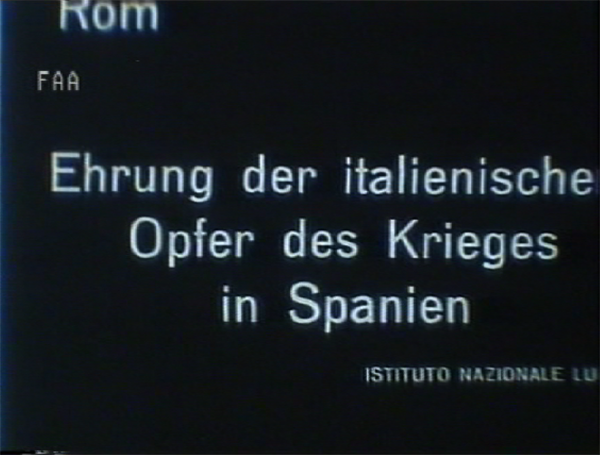 Rom
FAA
Ehrung der italienische
Opfer des Krieges
in Spanien
ISTITUTO NAZIONALE LU